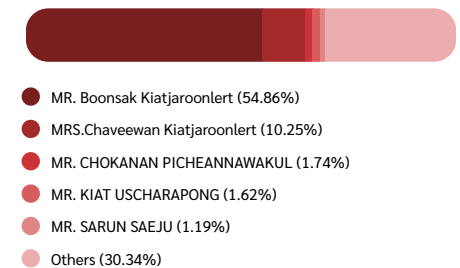 MR. Boonsak Kiatjaroonlert (54.86%)
MRS.Chaveewan Kiatjaroonlert (10.25%)
MR. CHOKANAN PICHEANNAWAKUL (1.74%)
MR. KIAT USCHARAPONG (1.62%)
MR. SARUN SAEJU (1.19%)
Others (30.34%)